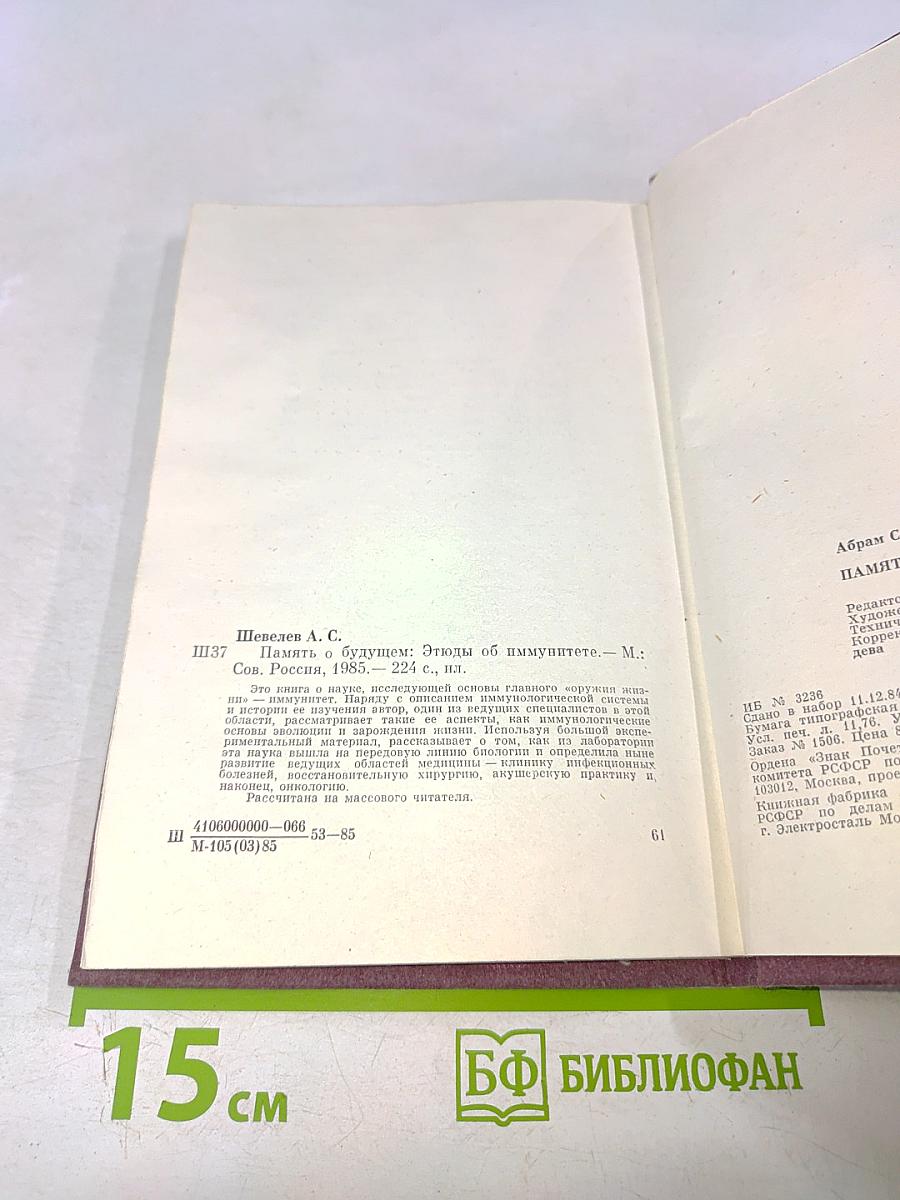 Шевелев А. С.
Ш37 Память о будущем: Этюды об иммунитете.— М.:
Сов. Россия, 1985.— 224 с., ил.
Это книга о науке, исследующей основы главного «оружия жиз-
ни» — иммунитет. Наряду с описанием иммунологической системы
и истории ее изучения автор, один из ведущих специалистов в этой
области, рассматривает такие ее аспекты, как иммунологические
основы эволюции и зарождения жизни. Используя большой экспе-
риментальный материал, рассказывает о том, как из лаборатории
эта наука вышла на передовую линию биологии и определила ныне
развитие ведущих областей медицины — клинику инфекционных
болезней, восстановительную хирургию, акушерскую практику и,
наконец, онкологию.
Рассчитана на массового читателя.
Ш 4106000000—066 53—85 61
М-105(03)85
Абрам С
ПАМЯТ
Редакто
Художе
Технич
Коррек
дева
ИБ № 3236
Сдано в набор 11.12.84
Бумага типографская
Усл. печ. л. 11,76. У
Заказ № 1506. Цена 8
Ордена «Знак Почет
комитета РСФСР по
103012, Москва, прое
Книжная фабрика
РСФСР по делам
г. Электросталь Мо
15 см
БФ БИБЛИОФАН